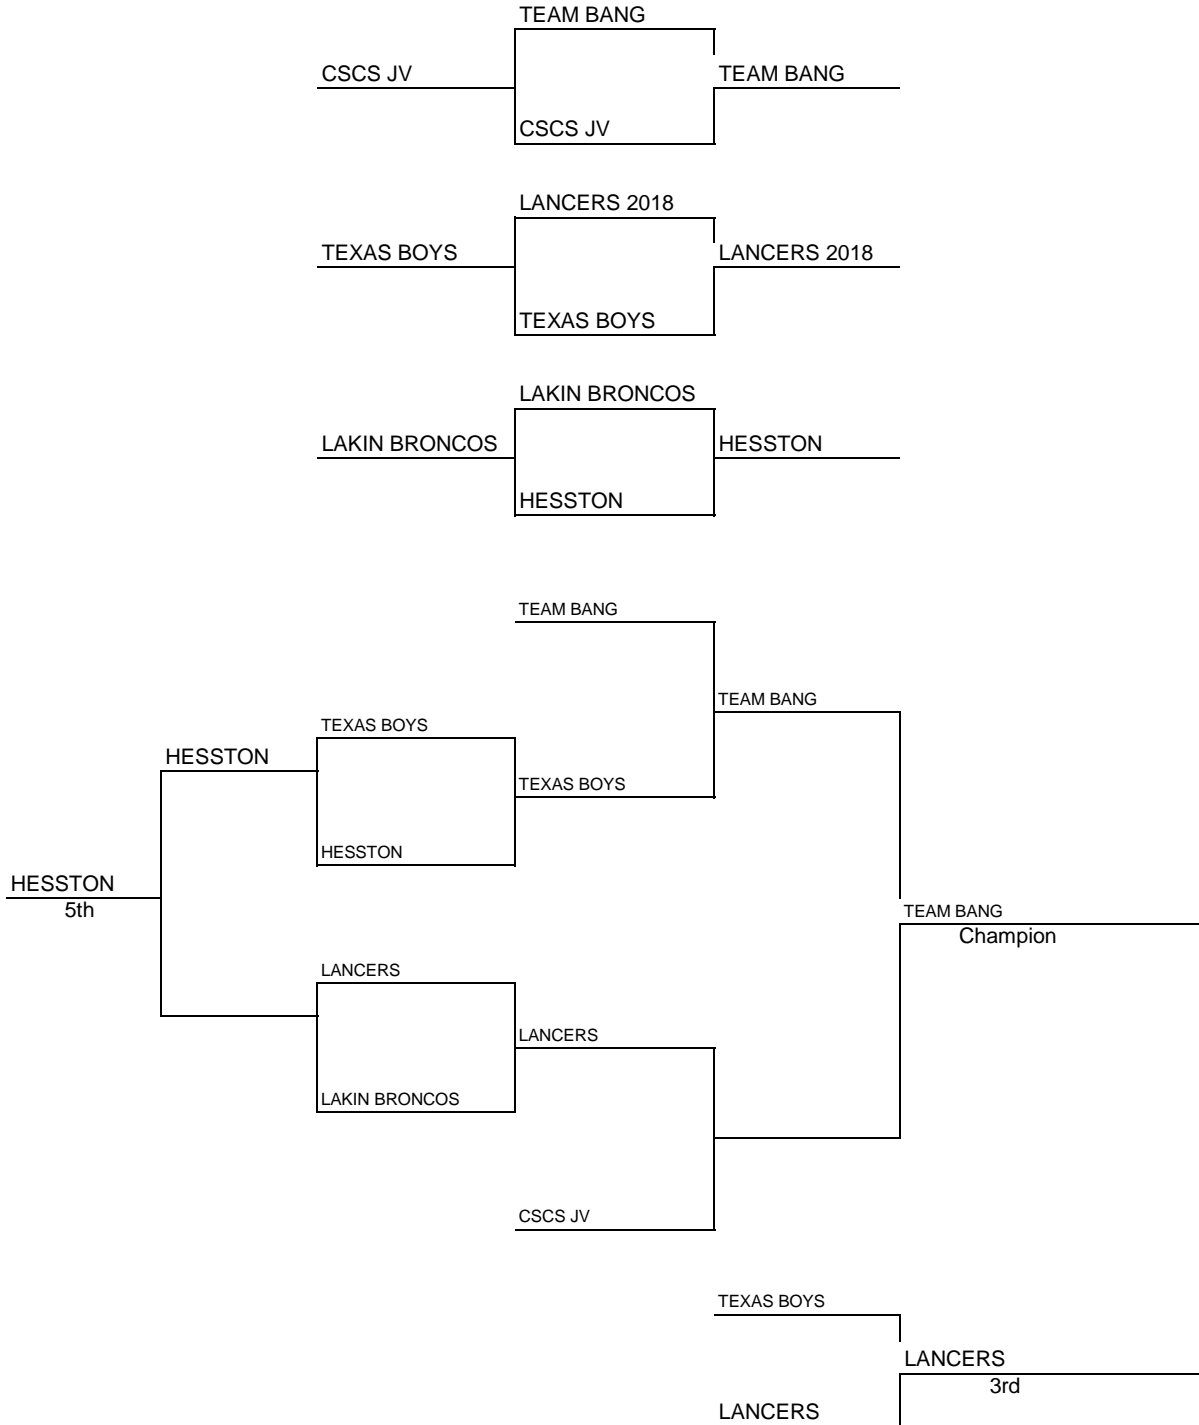 TEAM BANG
CSCS JV
TEAM BANG
CSCS JV
LANCERS 2018
TEXAS BOYS
LANCERS 2018
TEXAS BOYS
LAKIN BRONCOS
LAKIN BRONCOS
HESSTON
HESSTON
TEAM BANG
TEAM BANG
TEXAS BOYS
HESSTON
TEXAS BOYS
HESSTON
HESSTON
5th
TEAM BANG
Champion
LANCERS
LANCERS
LAKIN BRONCOS
CSCS JV
TEXAS BOYS
LANCERS
3rd
LANCERS